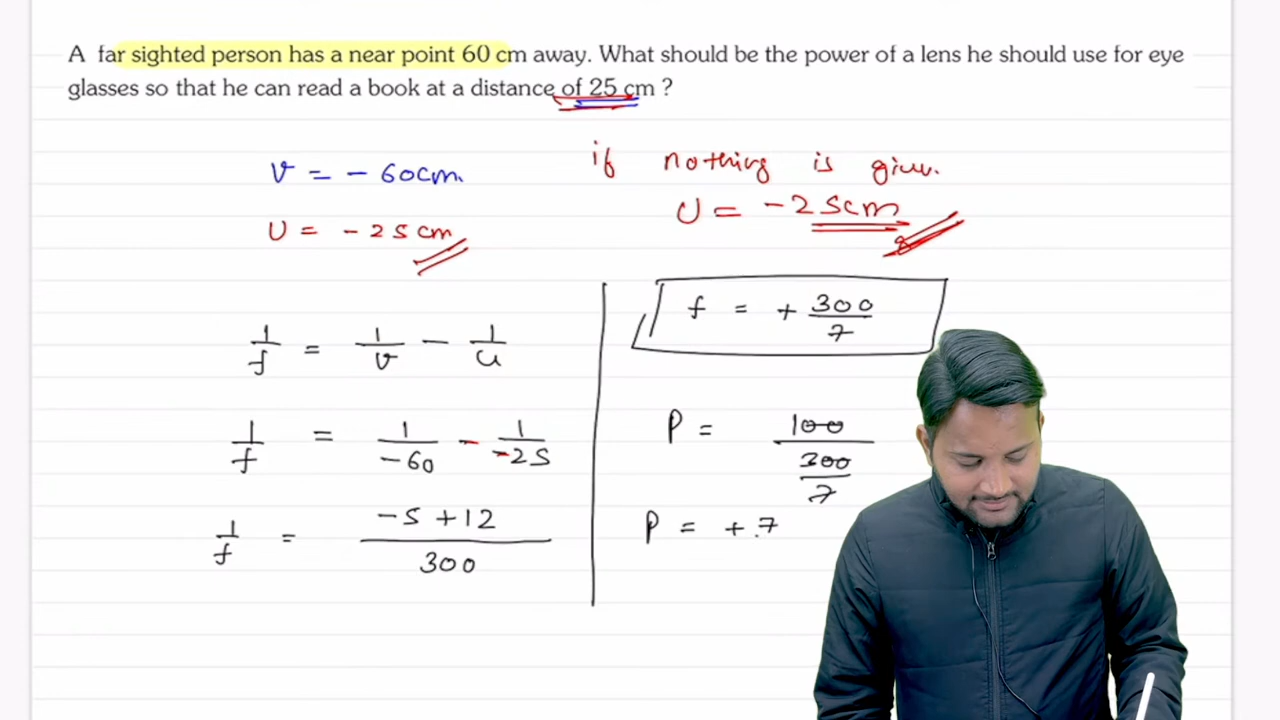 A far sighted person has a near point 60 cm away. What should be the power of a lens he should use for eye
glasses so that he can read a book at a distance of 25 cm ?
v = - 60cm.
if nothing is given.
U = - 25 cm
U = - 25cm
f = + 300/7
1/f = 1/v - 1/u
1/f = 1/-60 - 1/-25
P = 100/(300/7)
1/f = (-5 +12)/300
P = + 7